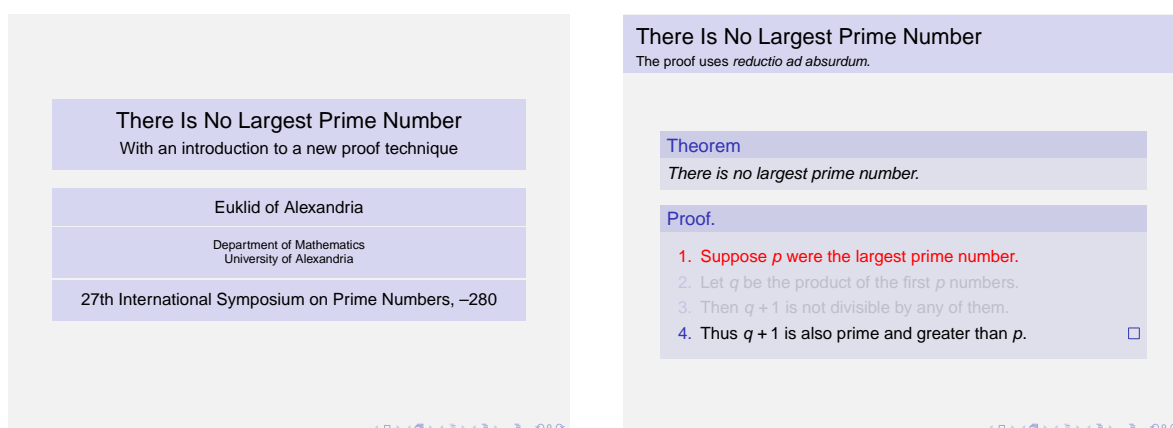 There Is No Largest Prime Number
With an introduction to a new proof technique
Euklid of Alexandria
Department of Mathematics
University of Alexandria
27th International Symposium on Prime Numbers, –280
There Is No Largest Prime Number
The proof uses reductio ad absurdum.
Theorem
There is no largest prime number.
Proof.
1. Suppose p were the largest prime number.
2. Let q be the product of the first p numbers.
3. Then q + 1 is not divisible by any of them.
4. Thus q + 1 is also prime and greater than p.